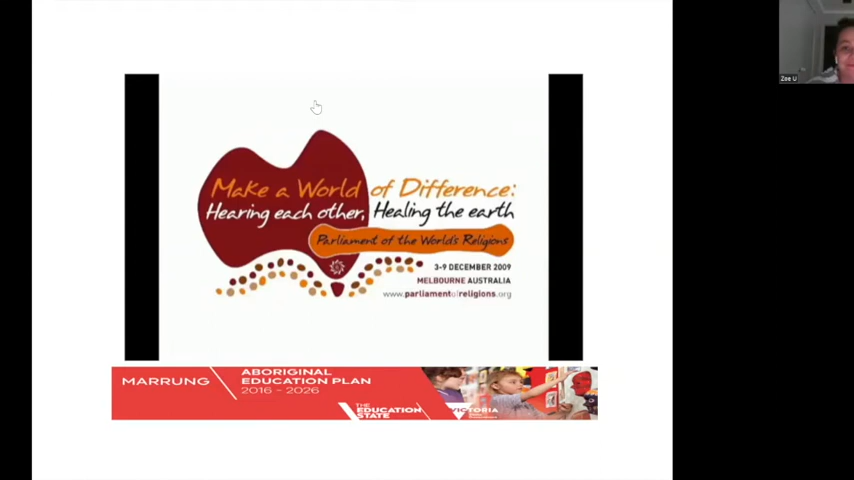 Make a World of Difference:
Hearing each other, Healing the earth
Parliament of the World's Religions
3-9 DECEMBER 2009
MELBOURNE AUSTRALIA
www.parliamentofreligions.org
MARRUNG
ABORIGINAL
EDUCATION PLAN
2016 - 2026
THE
EDUCATION
STATE
VICTORIA
Zoe U